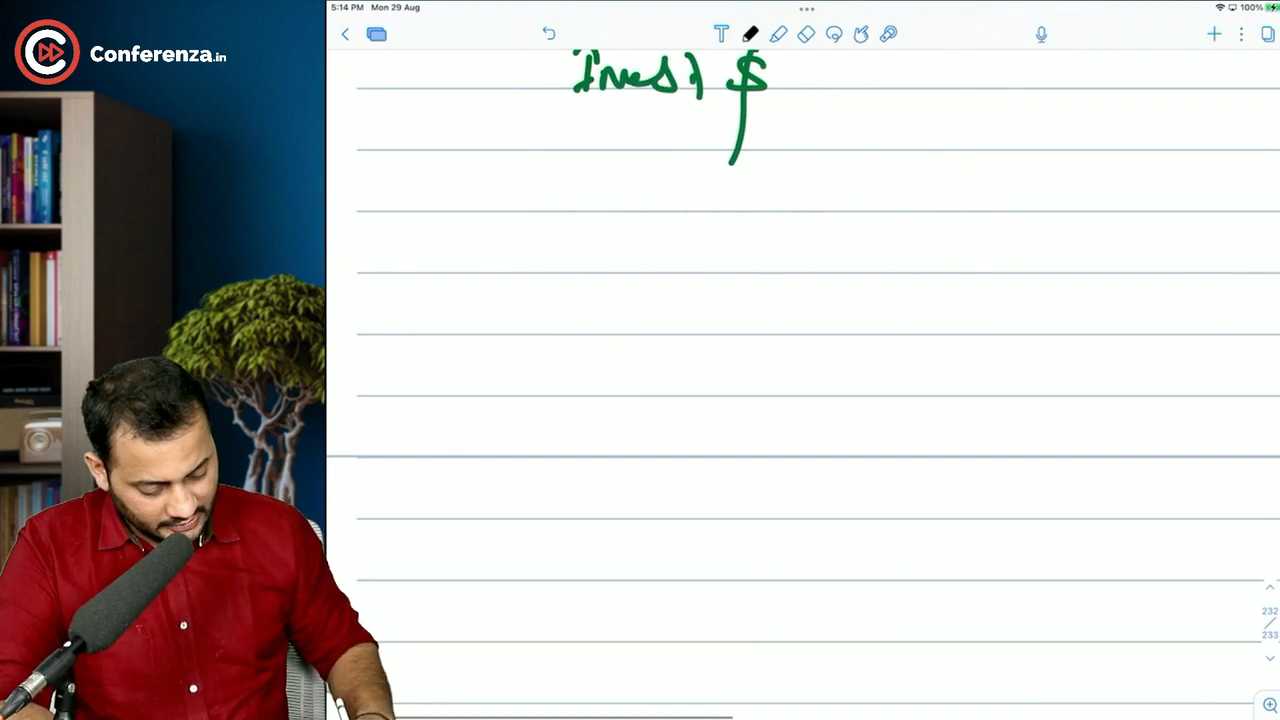 5:14 PM Mon 29 Aug
100%
Conferenza.in
Invest $
232
233